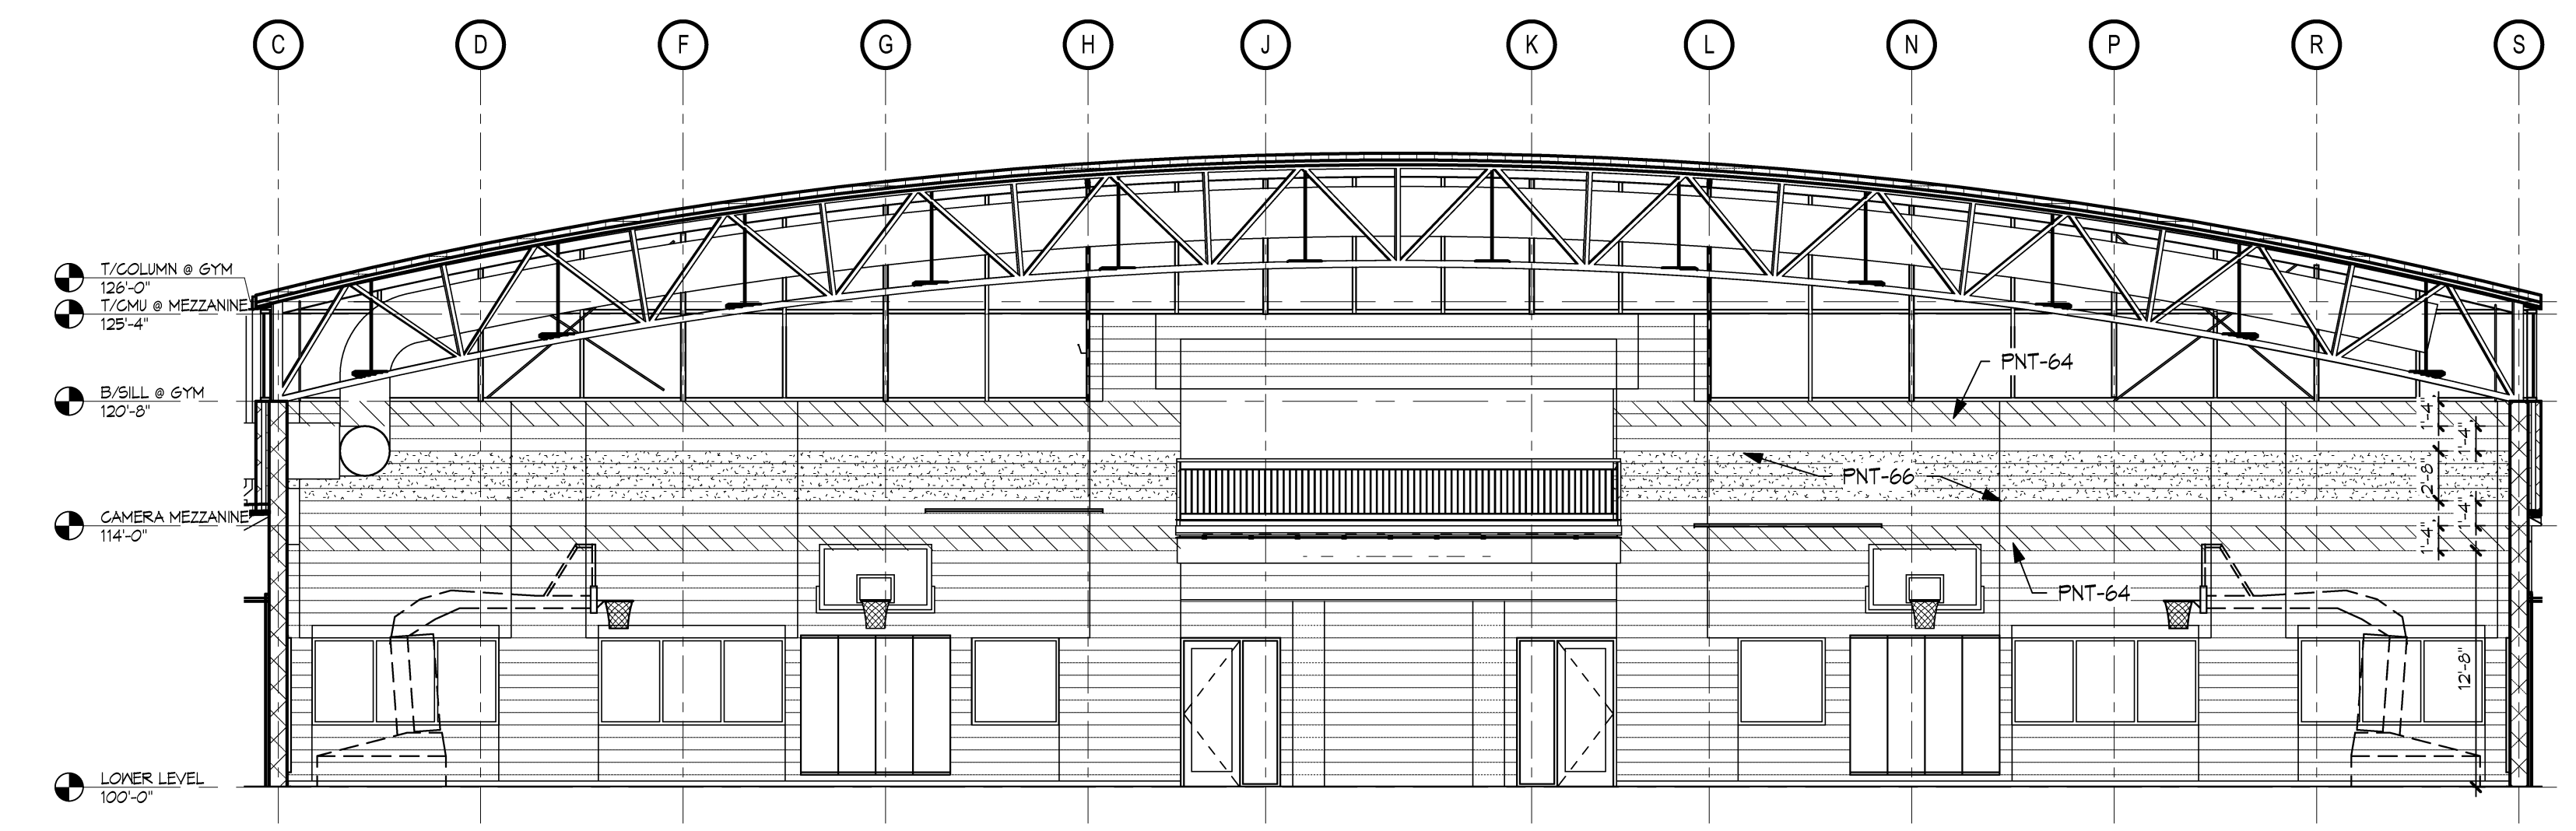 C D F G H J K L N P R S
T/COLUMN @ GYM
126'-0"
T/CMU @ MEZZANINE
125'-4"
PNT-64
B/SILL @ GYM
120'-8"
1'-4"
1'-4"
PNT-66
2'-8"
CAMERA MEZZANINE
114'-0"
1'-4"
1'-4"
PNT-64
12'-8"
LOWER LEVEL
100'-0"